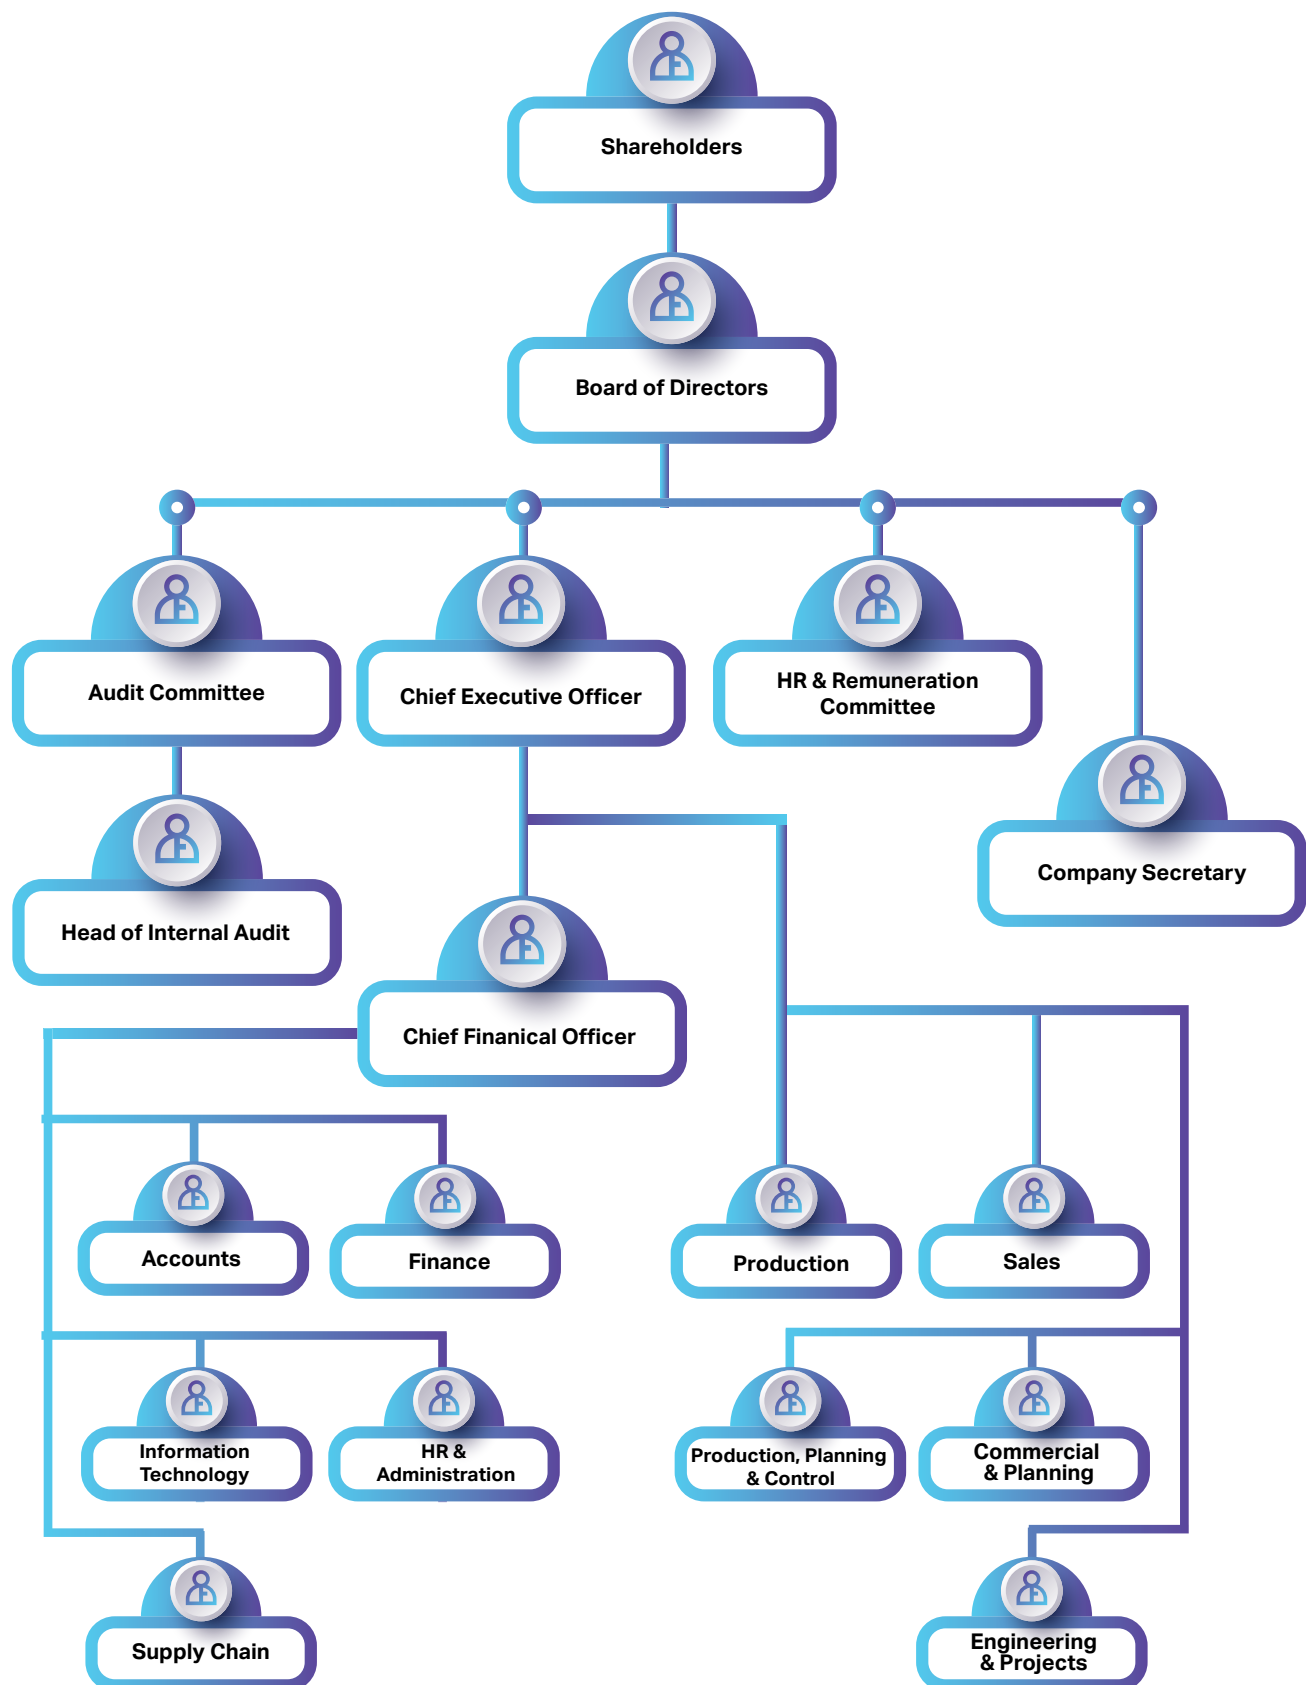 Shareholders
Board of Directors
Audit Committee
Chief Executive Officer
HR & Remuneration
Committee
Company Secretary
Head of Internal Audit
Chief Finanical Officer
Accounts
Finance
Production
Sales
Information
Technology
HR &
Administration
Production, Planning
& Control
Commercial
& Planning
Supply Chain
Engineering
& Projects